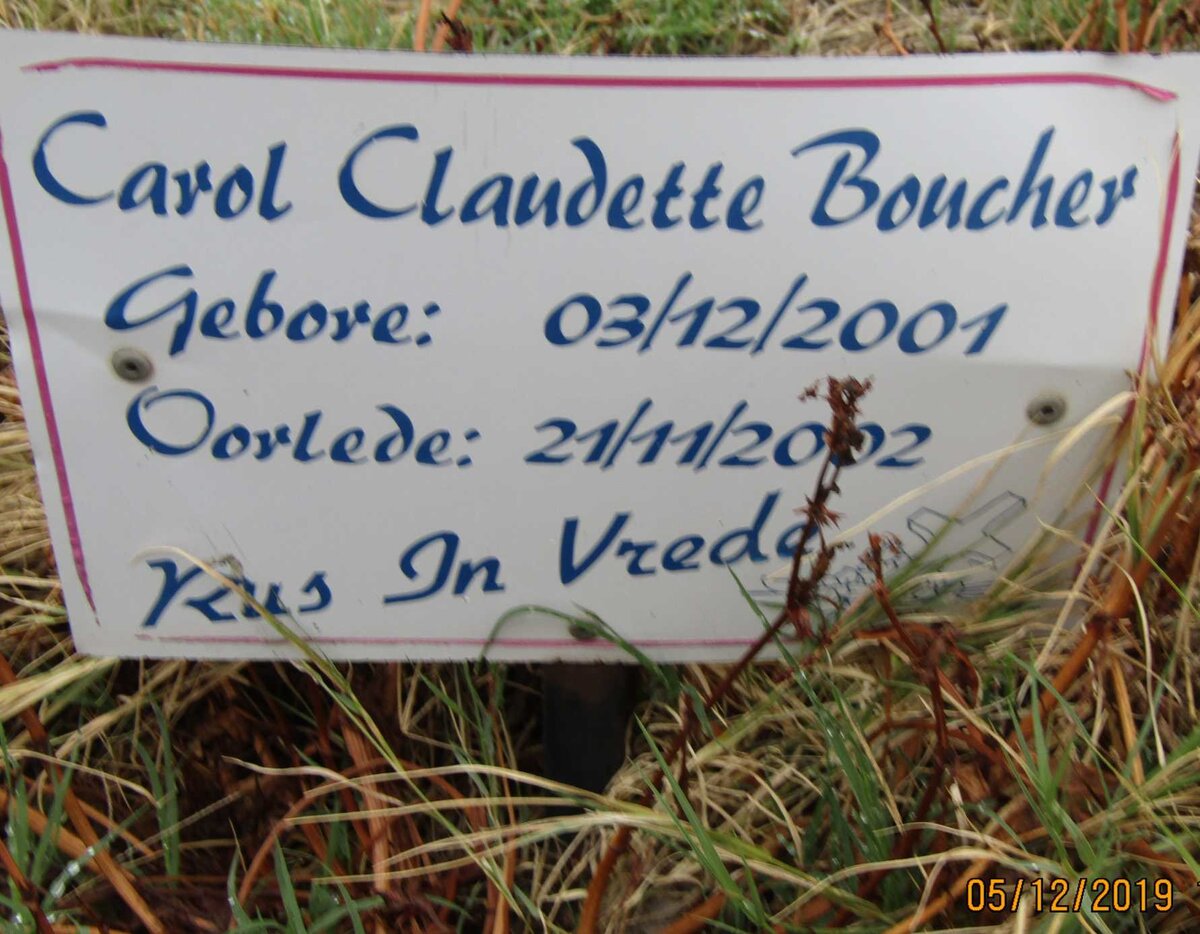 Carol Claudette Boucher
Gebore: 03/12/2001
Oorlede: 21/11/2002
Rus In Vrede
05/12/2019